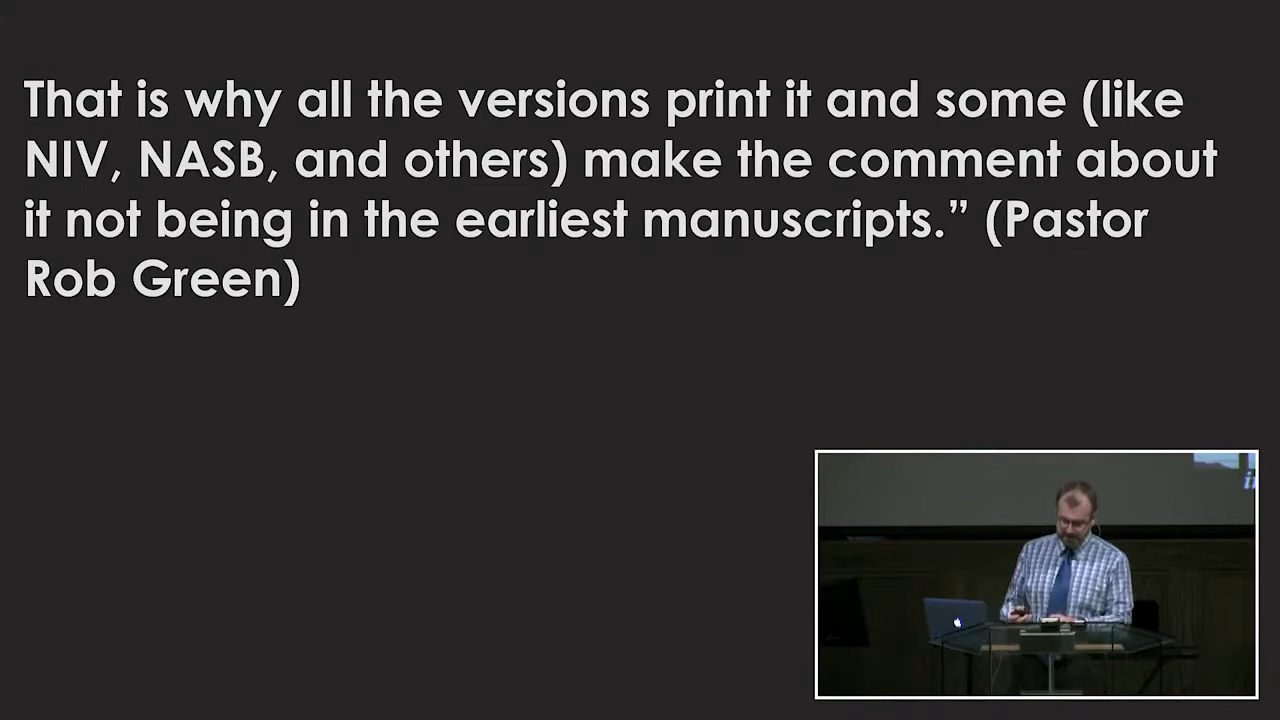 That is why all the versions print it and some (like
NIV, NASB, and others) make the comment about
it not being in the earliest manuscripts.” (Pastor
Rob Green)